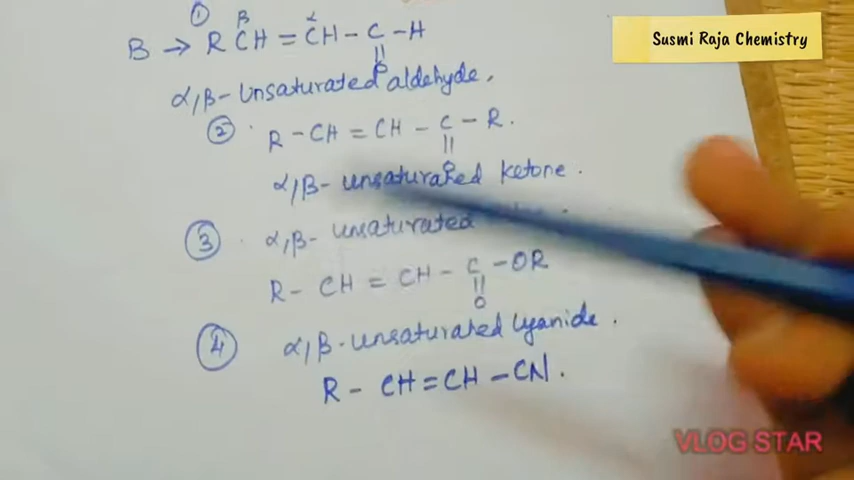 Susmi Raja Chemistry
① β α
B → R CH = CH - C - H
||
O
α,β- Unsaturated aldehyde.
② R - CH = CH - C - R.
||
O
α,β- unsaturated ketone.
③ α,β- unsaturated
R - CH = CH - C - OR
||
O
④ α,β- unsaturated Cyanide.
R - CH = CH - CN.
VLOG STAR